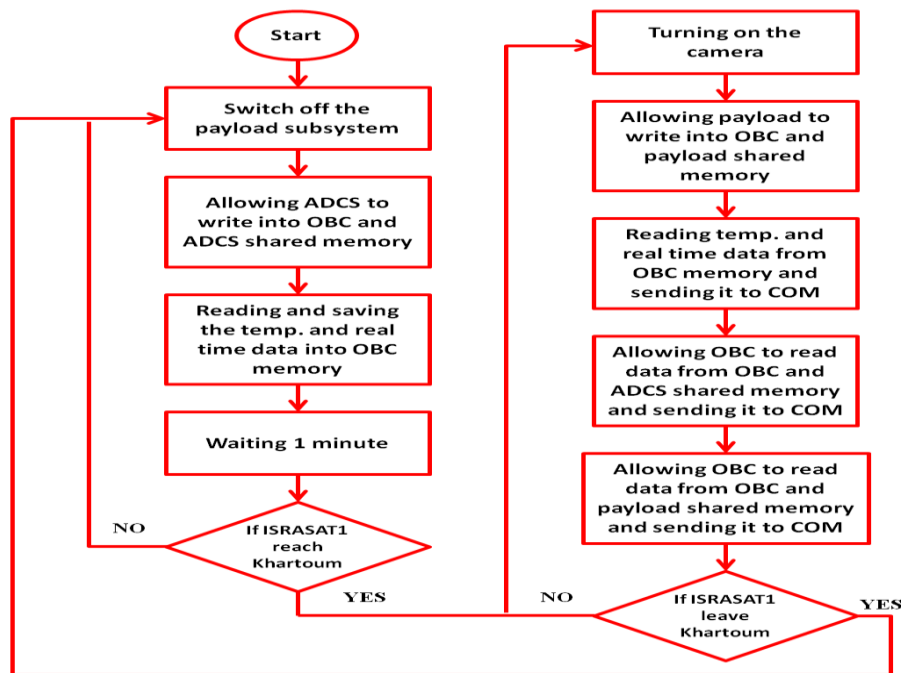 Start
Switch off the
payload subsystem
Allowing ADCS to
write into OBC and
ADCS shared memory
Reading and saving
the temp. and real
time data into OBC
memory
Waiting 1 minute
If ISRASAT1
reach
Khartoum
NO
YES
Turning on the
camera
Allowing payload to
write into OBC and
payload shared
memory
Reading temp. and
real time data from
OBC memory and
sending it to COM
Allowing OBC to read
data from OBC and
ADCS shared memory
and sending it to COM
Allowing OBC to read
data from OBC and
payload shared memory
and sending it to COM
If ISRASAT1
leave
Khartoum
NO
YES